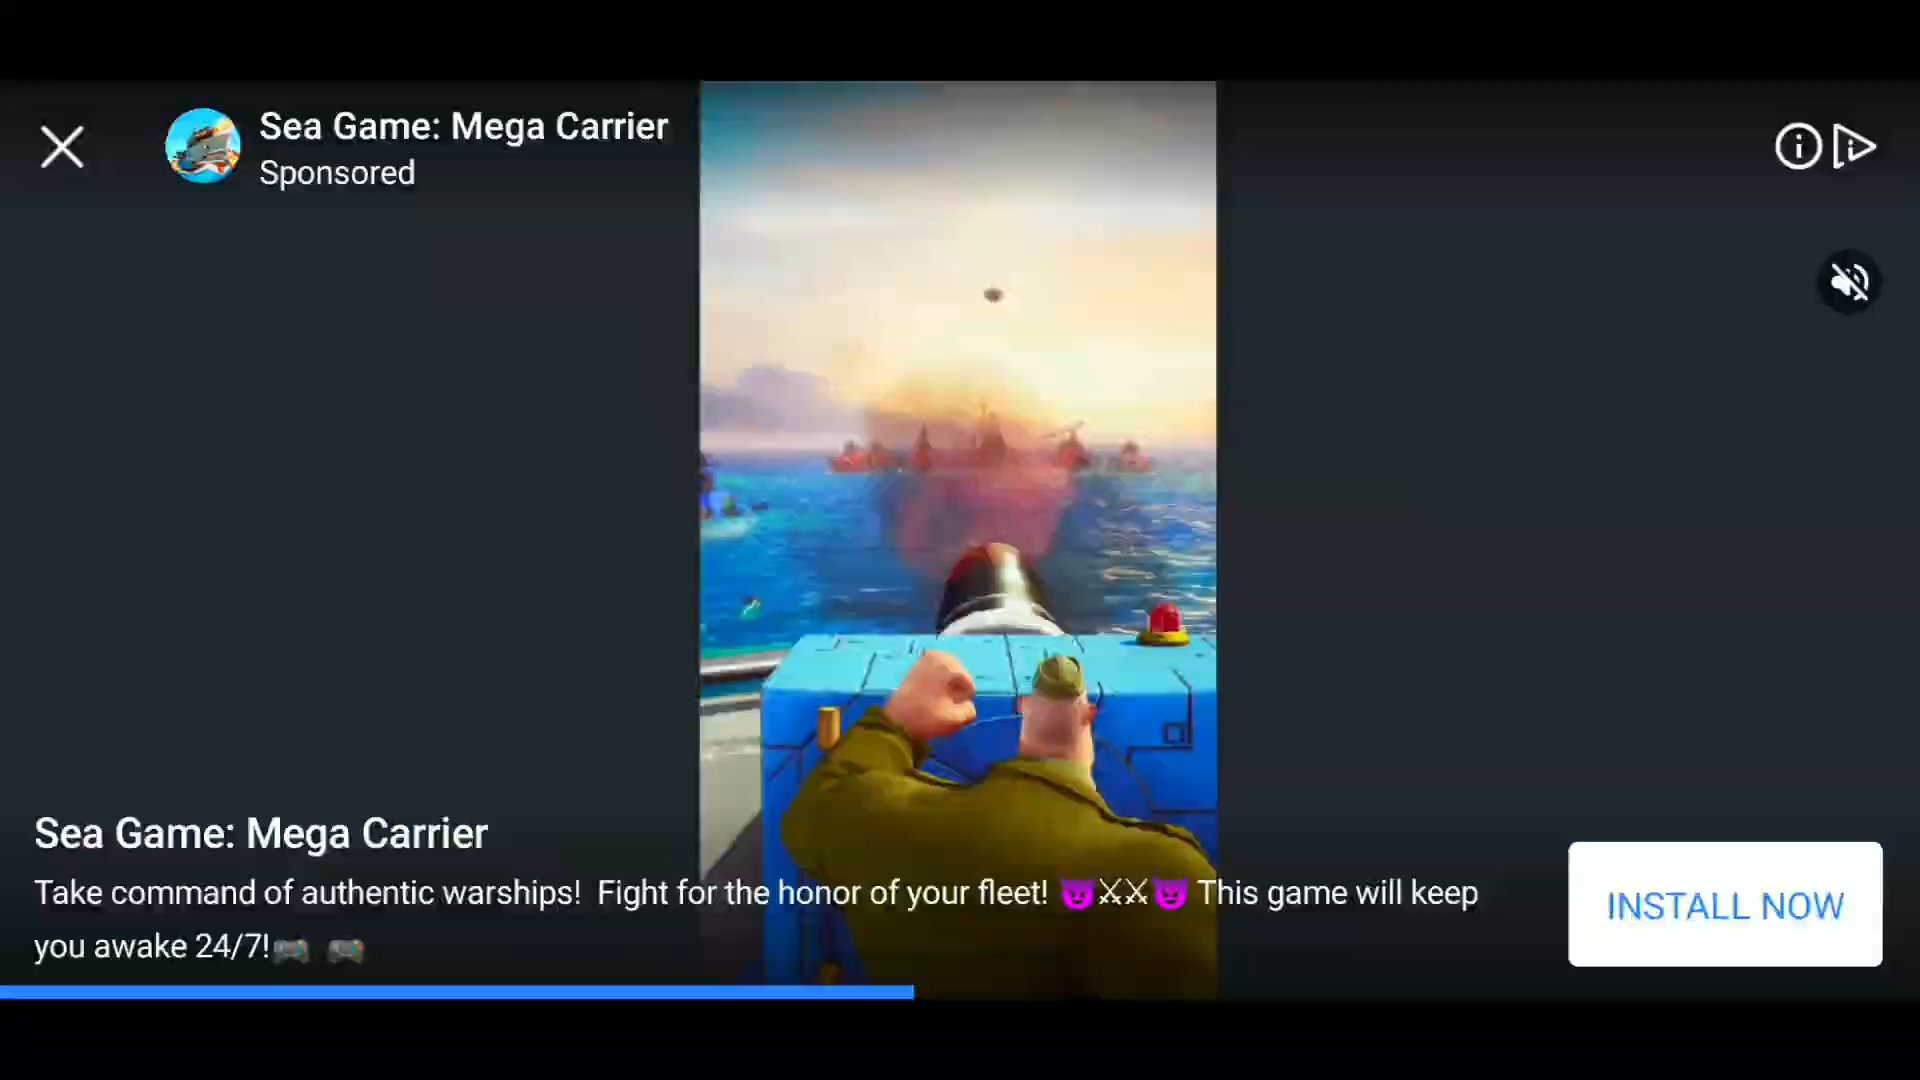 Sea Game: Mega Carrier
Sponsored
Sea Game: Mega Carrier
Take command of authentic warships!  Fight for the honor of your fleet! 😈⚔⚔😈 This game will keep
you awake 24/7!🎮 🎮
INSTALL NOW